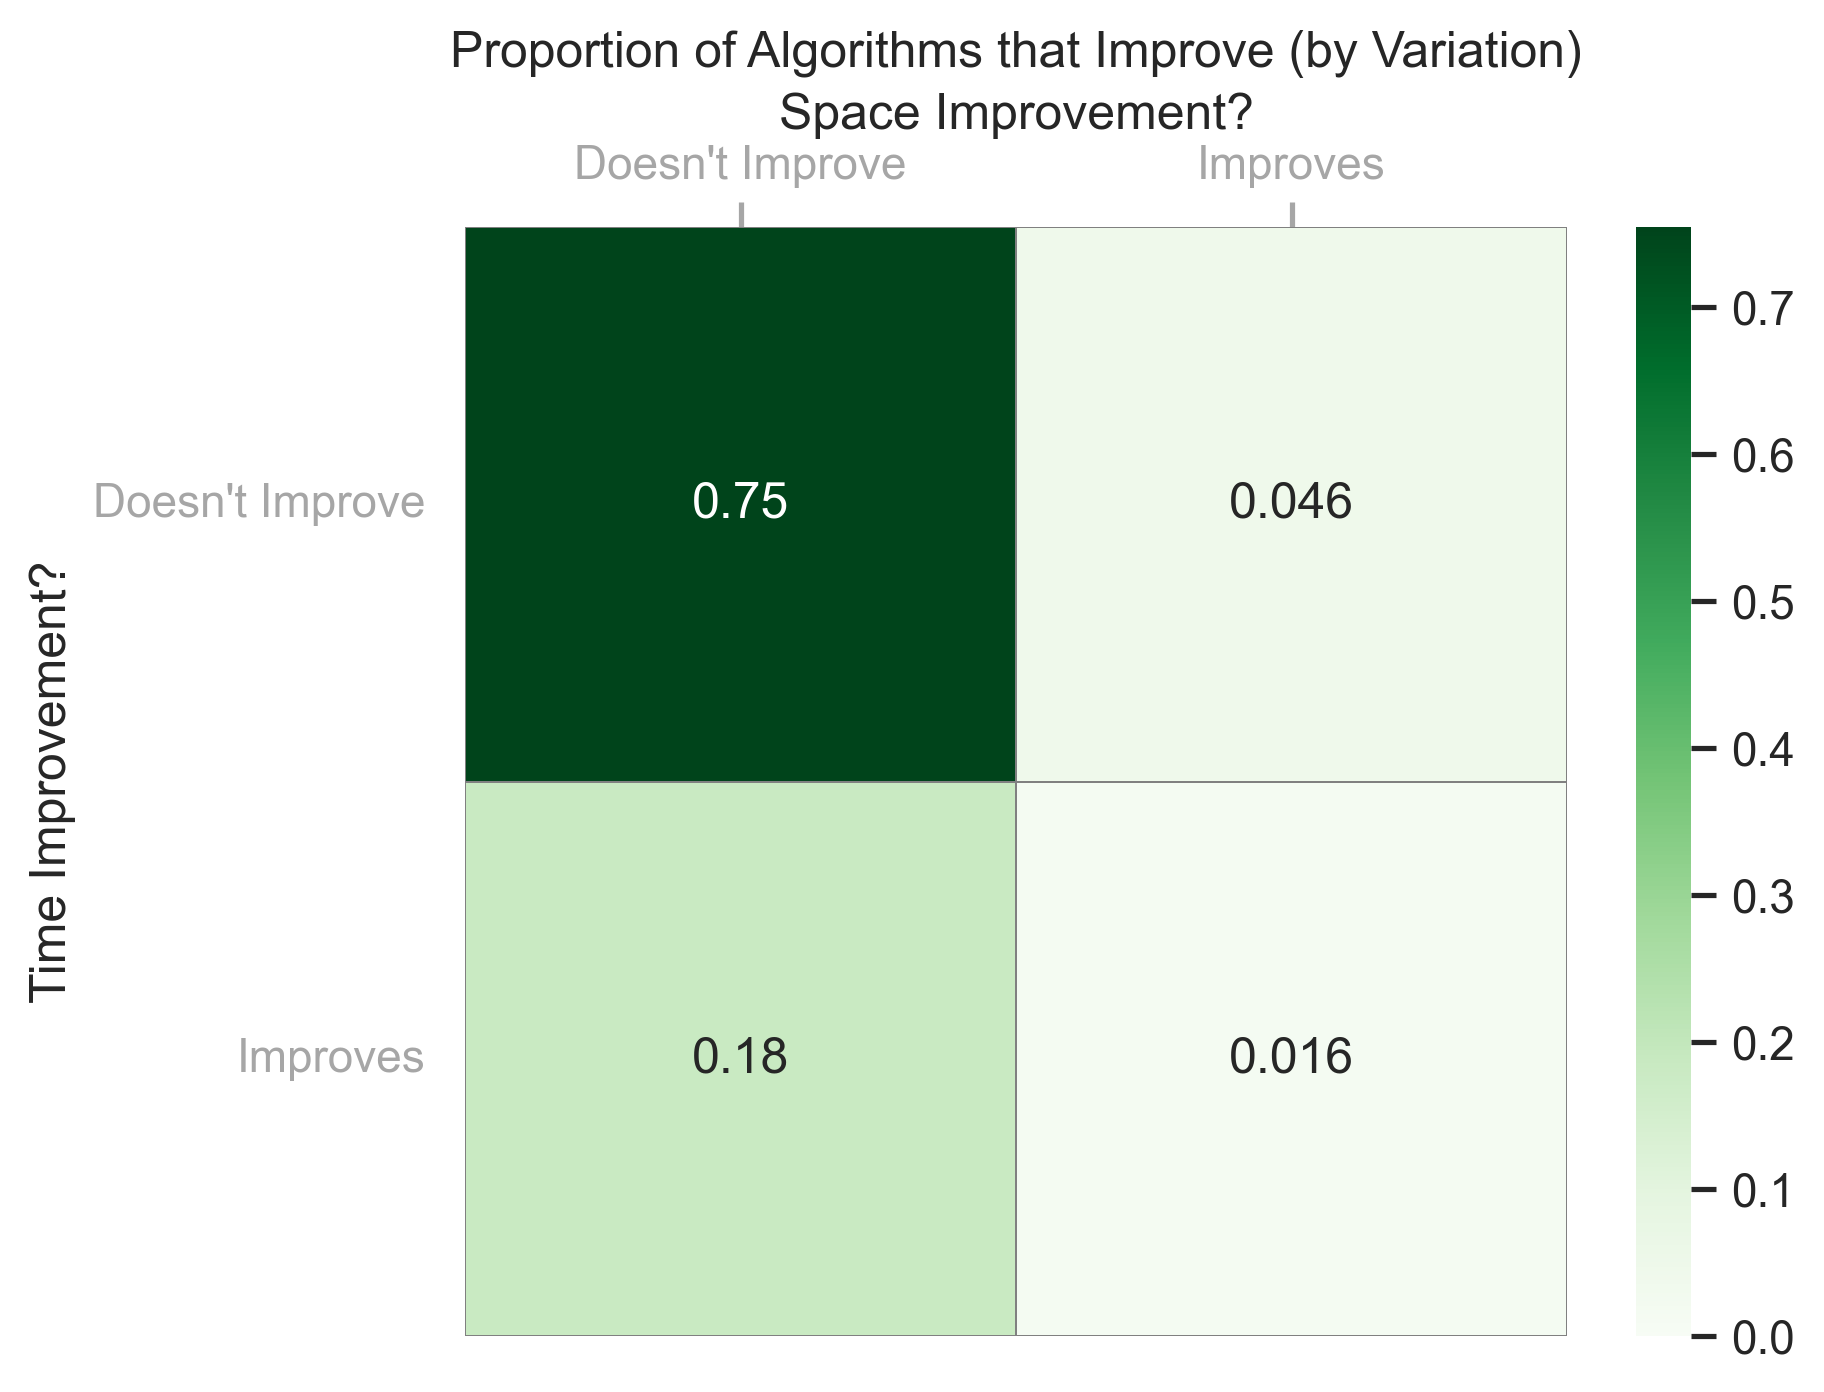 Proportion of Algorithms that Improve (by Variation)
Space Improvement?
Doesn't Improve
Improves
Time Improvement?
Doesn't Improve
0.75
0.046
Improves
0.18
0.016
0.7
0.6
0.5
0.4
0.3
0.2
0.1
0.0